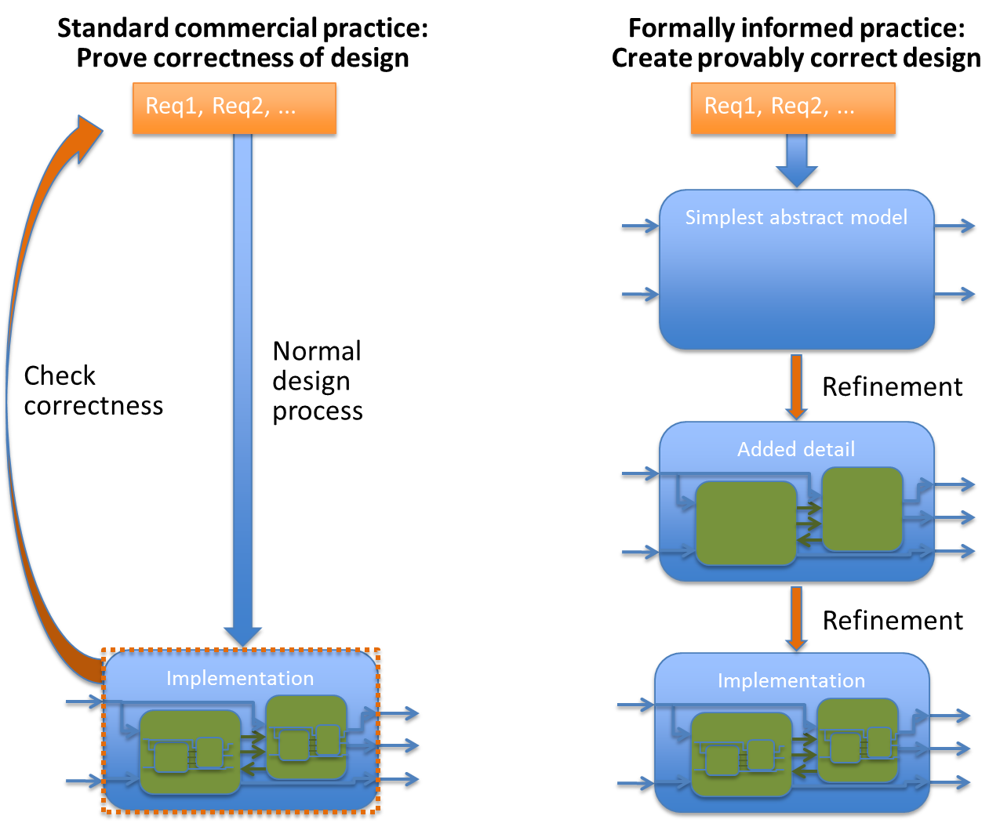 Standard commercial practice:
Prove correctness of design
Req1, Req2, ...
Check
correctness
Normal
design
process
Implementation
Formally informed practice:
Create provably correct design
Req1, Req2, ...
Simplest abstract model
Refinement
Added detail
Refinement
Implementation